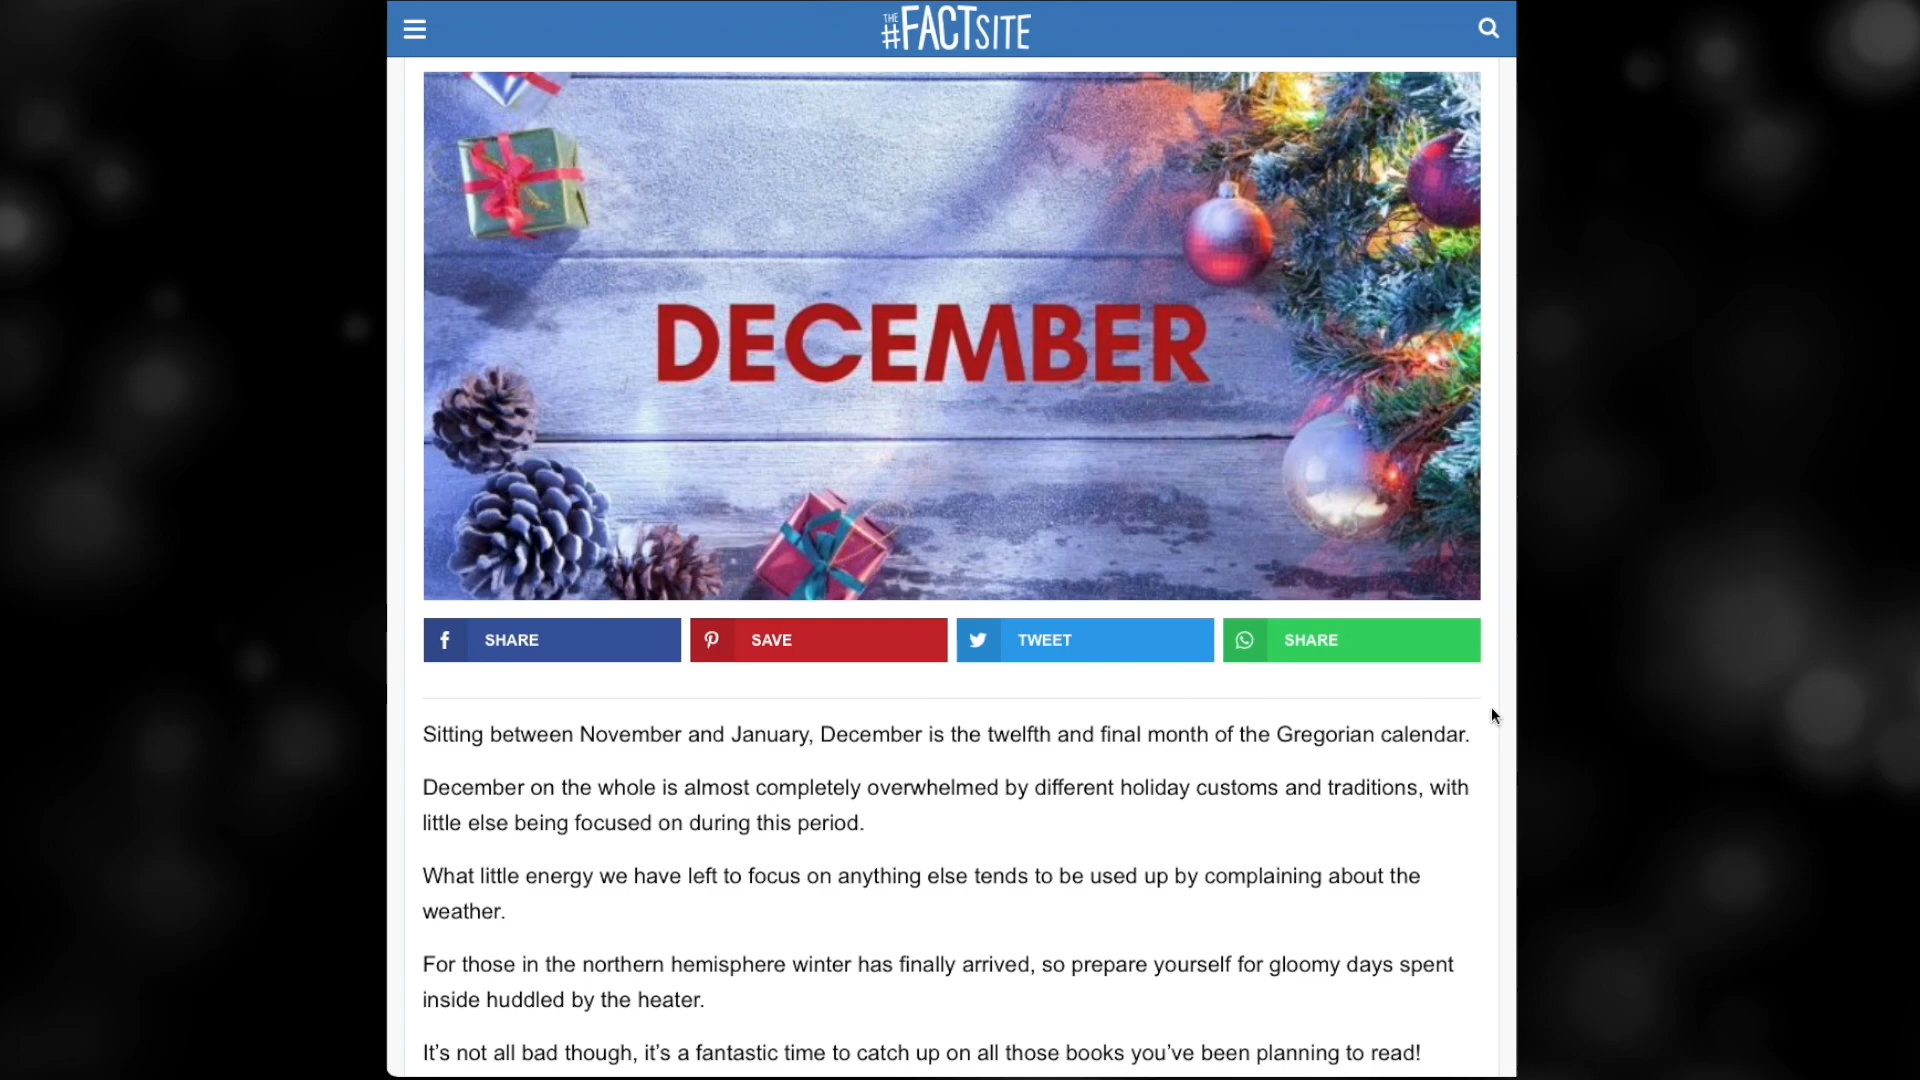 THE
#FACTSITE
DECEMBER
SHARE
SAVE
TWEET
SHARE
Sitting between November and January, December is the twelfth and final month of the Gregorian calendar.
December on the whole is almost completely overwhelmed by different holiday customs and traditions, with
little else being focused on during this period.
What little energy we have left to focus on anything else tends to be used up by complaining about the
weather.
For those in the northern hemisphere winter has finally arrived, so prepare yourself for gloomy days spent
inside huddled by the heater.
It’s not all bad though, it’s a fantastic time to catch up on all those books you’ve been planning to read!